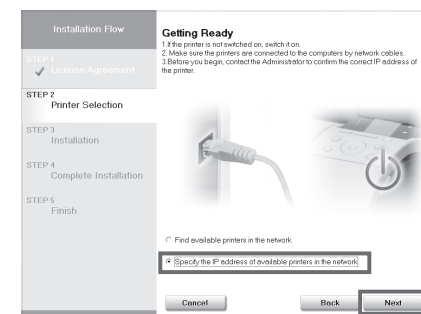 Installation Flow
STEP 1
License Agreement
STEP 2
Printer Selection
STEP 3
Installation
STEP 4
Complete Installation
STEP 5
Finish
Getting Ready
1.If the printer is not switched on, switch it on.
2. Make sure the printers are connected to the computers by network cables.
3.Before you begin, contact the Administrator to confirm the correct IP address of
the printer.
Find available printers in the network
Specify the IP address of available printers in the network
Cancel
Back
Next